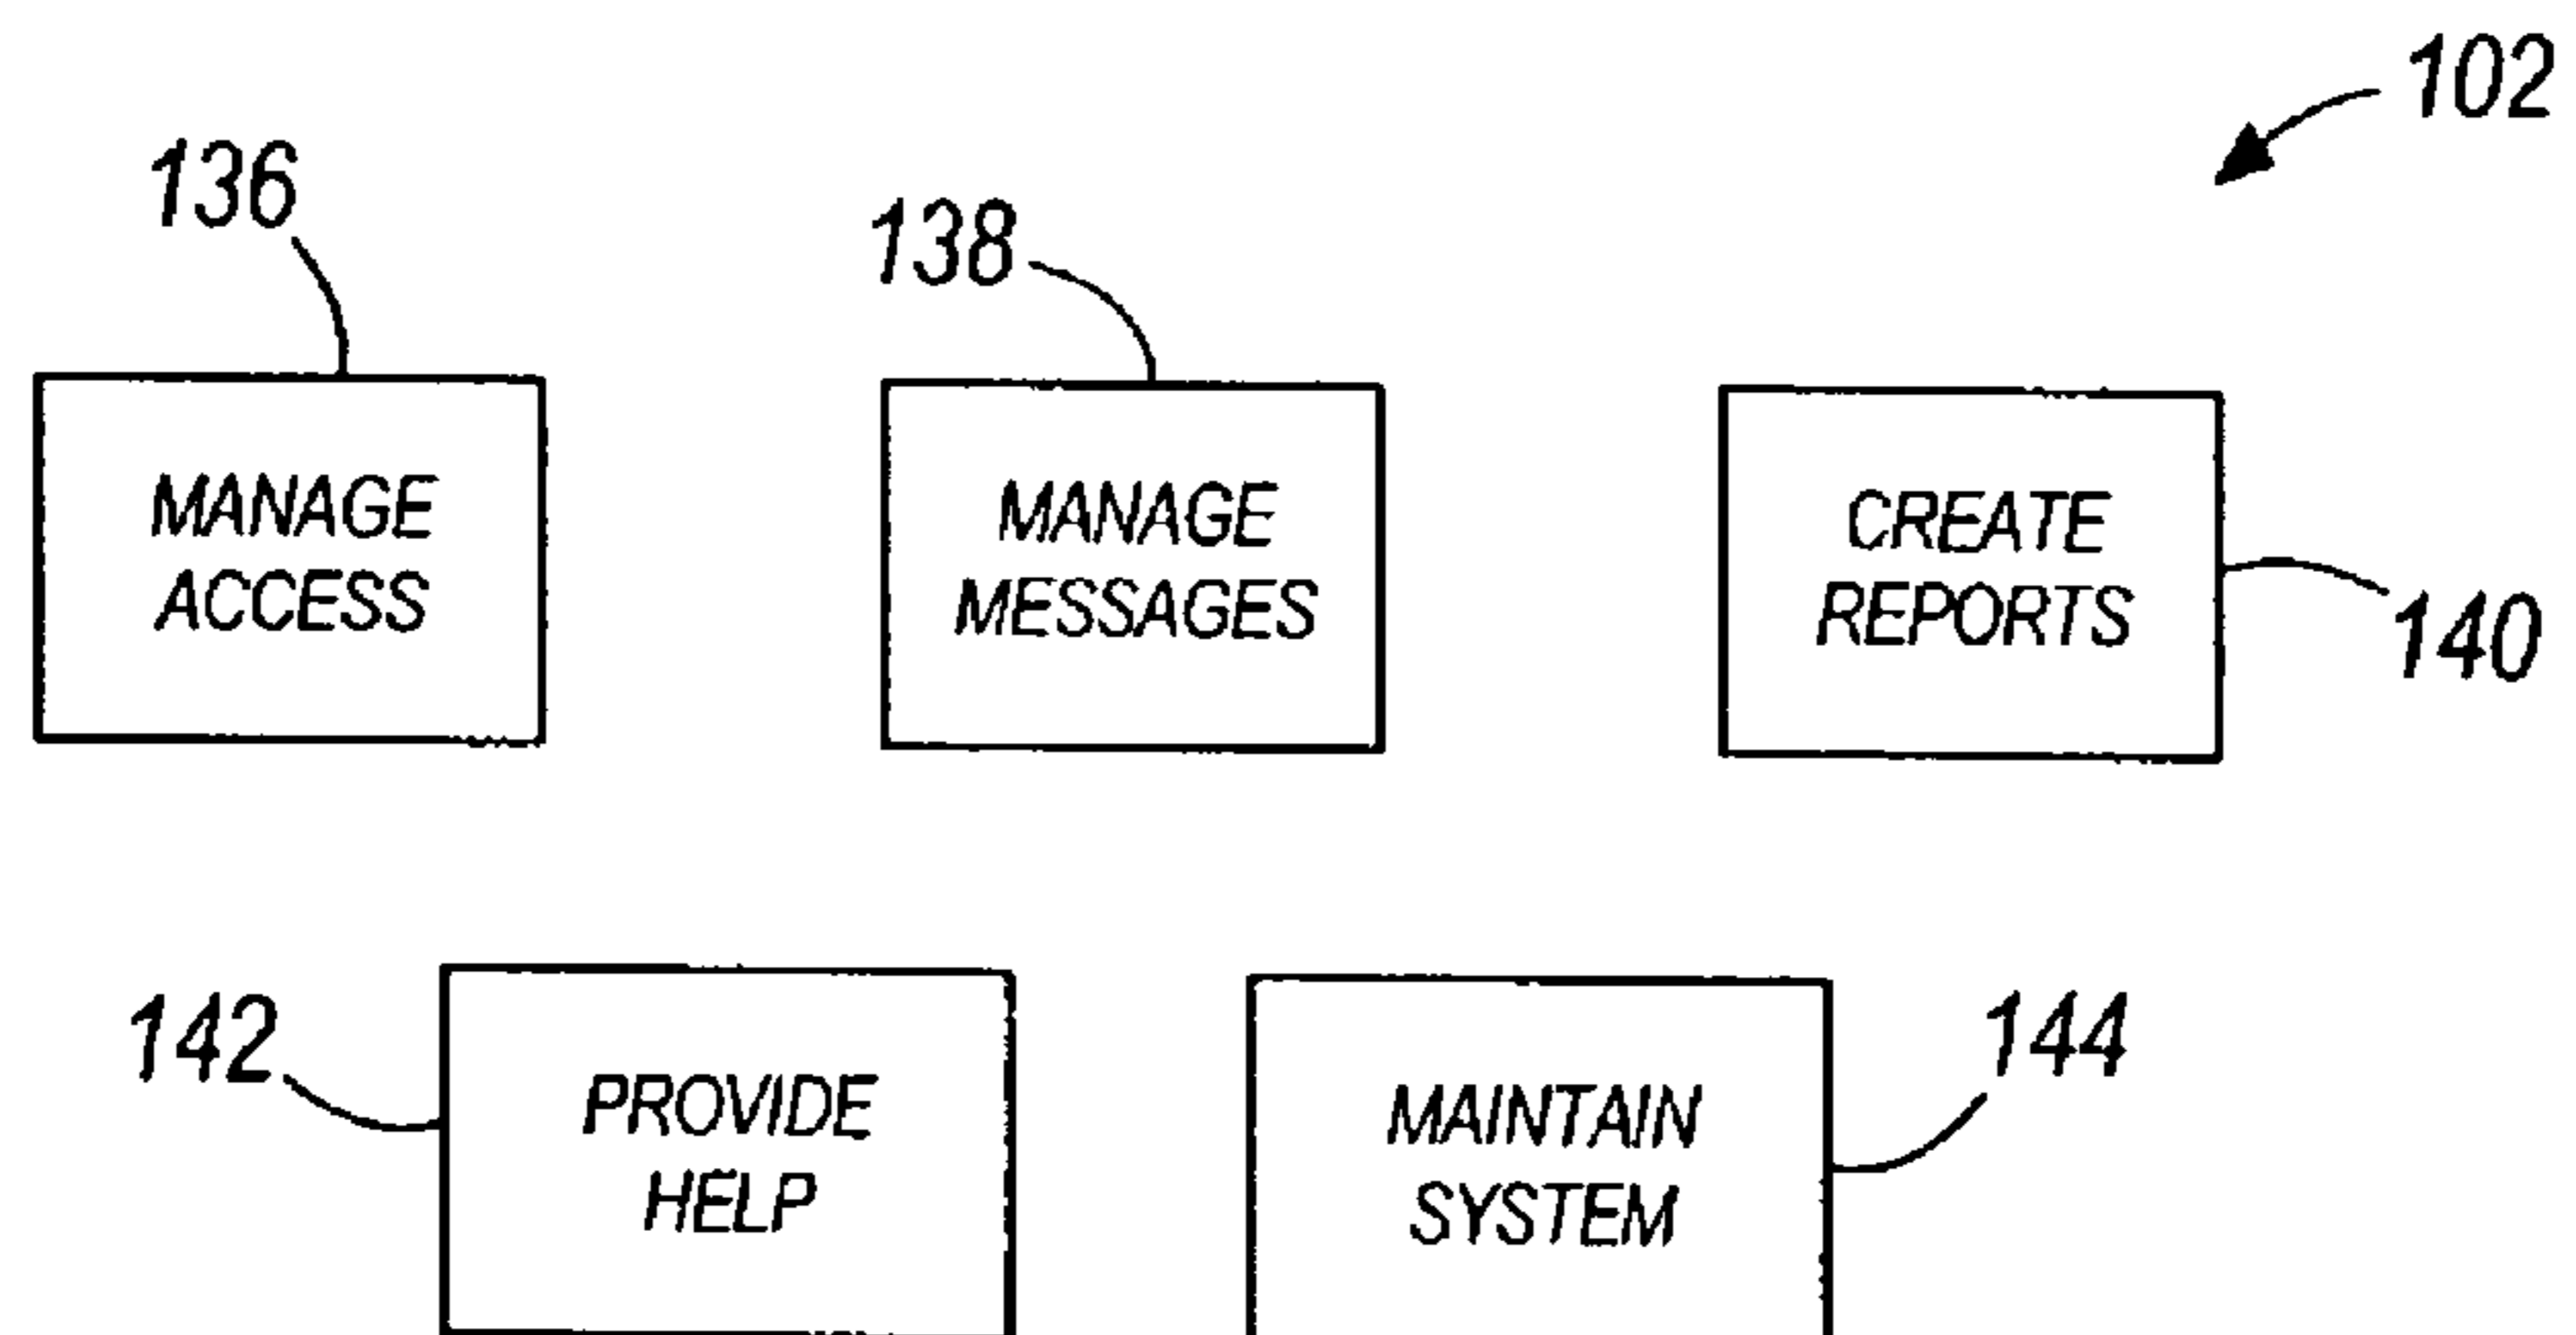 102
136
138
MANAGE
ACCESS
MANAGE
MESSAGES
CREATE
REPORTS
140
142
PROVIDE
HELP
MAINTAIN
SYSTEM
144